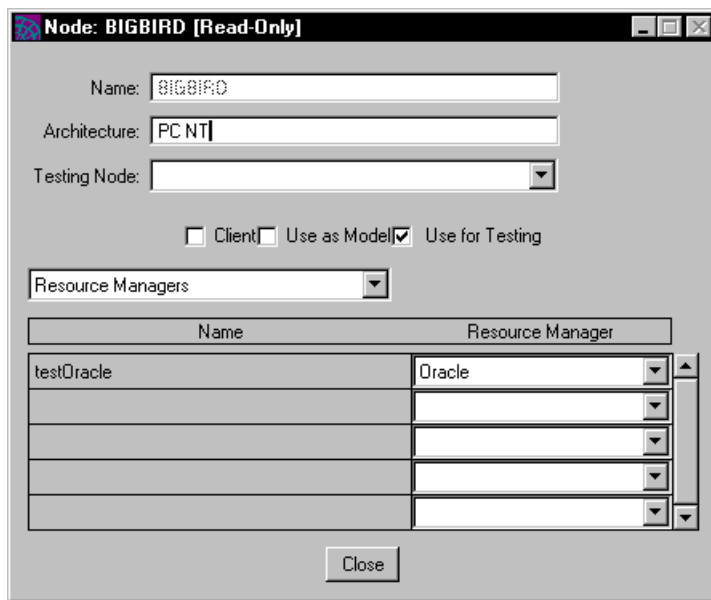 Node: BIGBIRD [Read-Only]
Name: BIGBIRD
Architecture: PC NT
Testing Node:
Client Use as Model Use for Testing
Resource Managers
Name Resource Manager
testOracle Oracle
Close